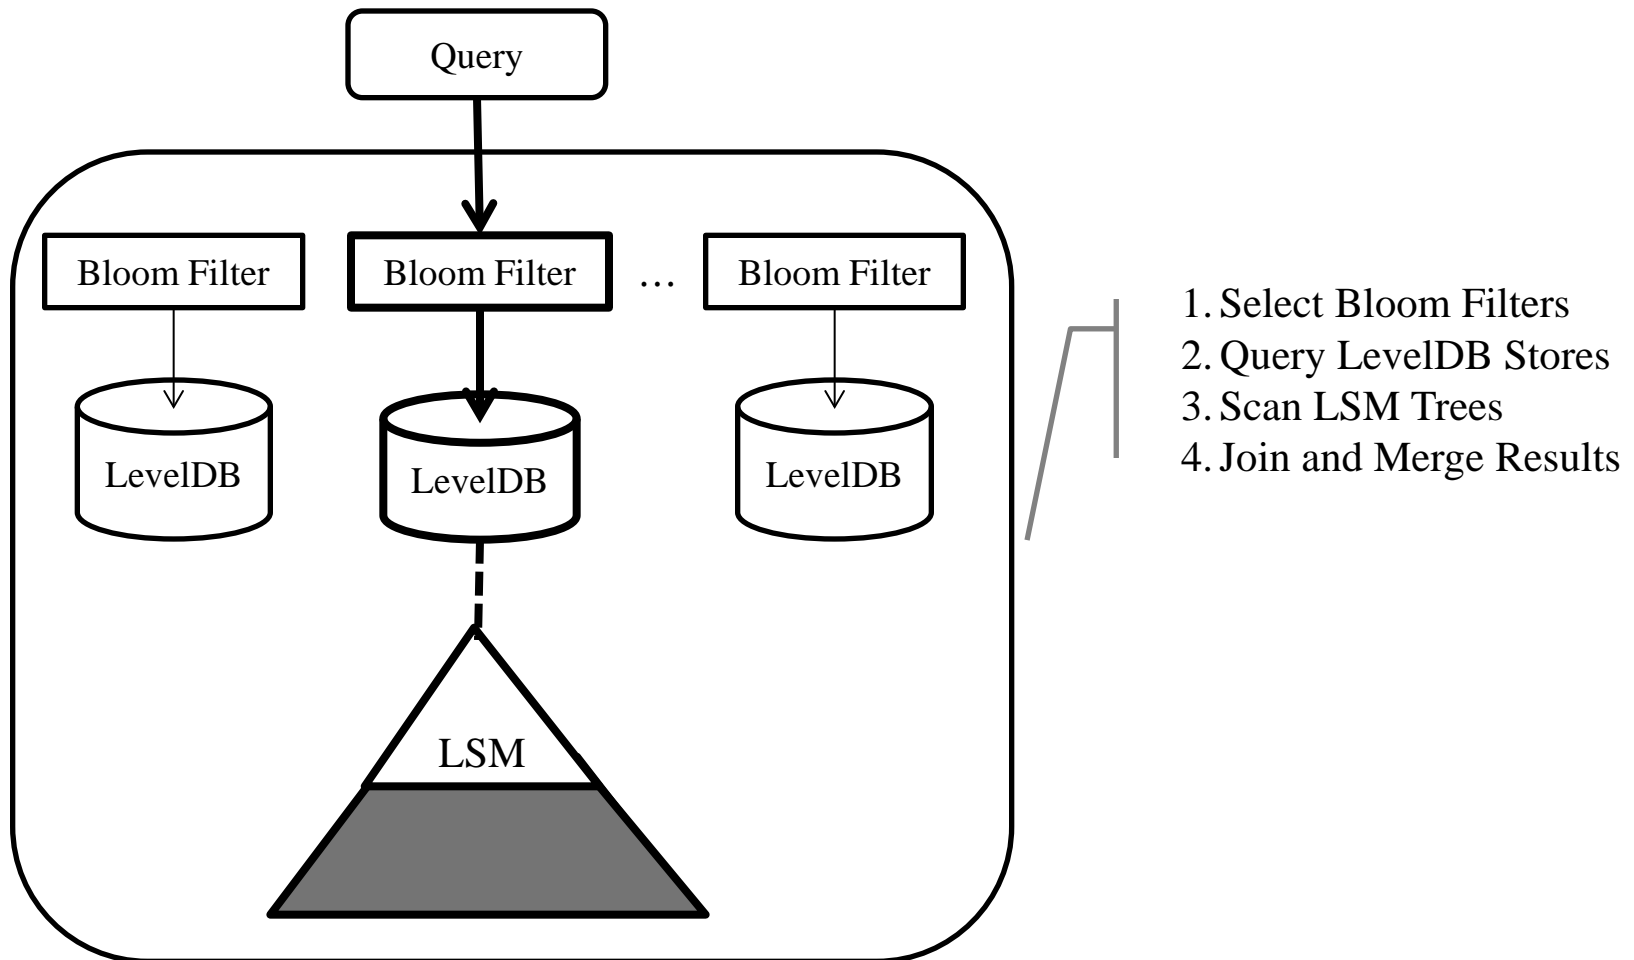 Query
Bloom Filter
Bloom Filter
…
Bloom Filter
LevelDB
LevelDB
LevelDB
LSM
1. Select Bloom Filters
2. Query LevelDB Stores
3. Scan LSM Trees
4. Join and Merge Results